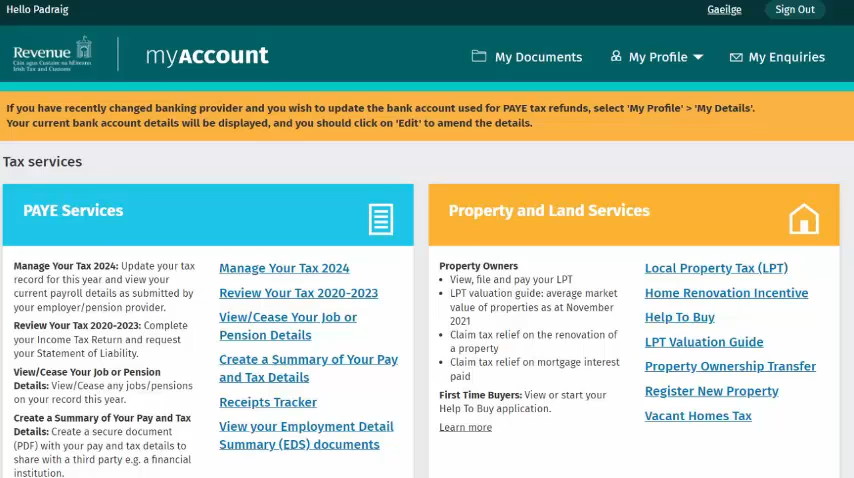 Hello Padraig
Gaeilge
Sign Out
Revenue
Cáin agus Custaim na hÉireann
Irish Tax and Customs
myAccount
My Documents
My Profile
My Enquiries
If you have recently changed banking provider and you wish to update the bank account used for PAYE tax refunds, select 'My Profile' > 'My Details'.
Your current bank account details will be displayed, and you should click on 'Edit' to amend the details.
Tax services
PAYE Services
Manage Your Tax 2024: Update your tax
record for this year and view your
current payroll details as submitted by
your employer/pension provider.
Review Your Tax 2020-2023: Complete
your Income Tax Return and request
your Statement of Liability.
View/Cease Your Job or Pension
Details: View/Cease any jobs/pensions
on your record this year.
Create a Summary of Your Pay and Tax
Details: Create a secure document
(PDF) with your pay and tax details to
share with a third party e.g. a financial
institution.
Manage Your Tax 2024
Review Your Tax 2020-2023
View/Cease Your Job or
Pension Details
Create a Summary of Your Pay
and Tax Details
Receipts Tracker
View your Employment Detail
Summary (EDS) documents
Property and Land Services
Property Owners
• View, file and pay your LPT
• LPT valuation guide: average market
value of properties as at November
2021
• Claim tax relief on the renovation of
a property
• Claim tax relief on mortgage interest
paid
First Time Buyers: View or start your
Help To Buy application.
Learn more
Local Property Tax (LPT)
Home Renovation Incentive
Help To Buy
LPT Valuation Guide
Property Ownership Transfer
Register New Property
Vacant Homes Tax